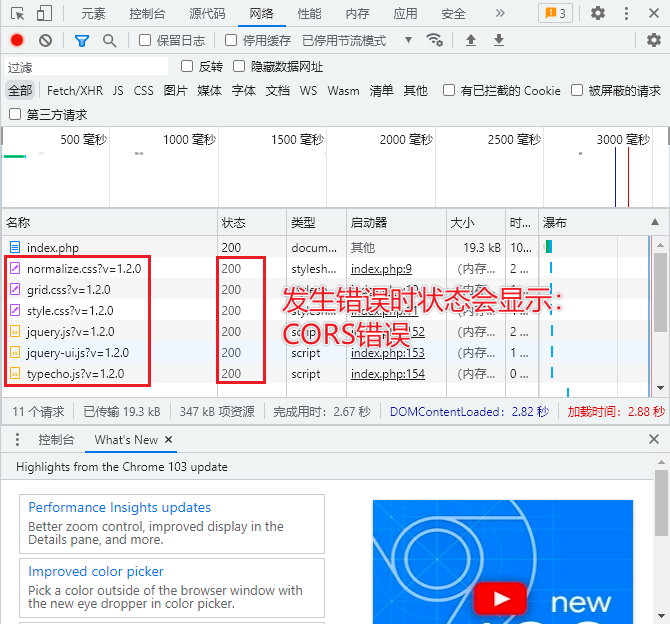 元素 控制台 源代码 网络 性能 内存 应用 安全 » 3
保留日志 停用缓存 已停用节流模式
过滤 反转 隐藏数据网址
全部 Fetch/XHR JS CSS 图片 媒体 字体 文档 WS Wasm 清单 其他 有已拦截的 Cookie 被屏蔽的请求
第三方请求
500 毫秒 1000 毫秒 1500 毫秒 2000 毫秒 2500 毫秒 3000 毫秒
名称 状态 类型 启动器 大小 时... 瀑布
index.php 200 docum... 其他 19.3 kB 10...
normalize.css?v=1.2.0 200 stylesh... index.php:9 (内存... 2 ...
grid.css?v=1.2.0 200 stylesh... (内存...
style.css?v=1.2.0 200 (内存...
jquery.js?v=1.2.0 200 script (内存... 2 ...
jquery-ui.js?v=1.2.0 200 script index.php:153 (内存... 1 ...
typecho.js?v=1.2.0 200 script index.php:154 (内存... 0 ...
发生错误时状态会显示：
CORS错误
11 个请求 已传输 19.3 kB 347 kB 项资源 完成用时：2.67 秒 DOMContentLoaded：2.82 秒 加载时间：2.88 秒
控制台 What's New ×
Highlights from the Chrome 103 update
Performance Insights updates
Better zoom control, improved display in the
Details pane, and more.
Improved color picker
Pick a color outside of the browser window with
the new eye dropper in color picker.
new